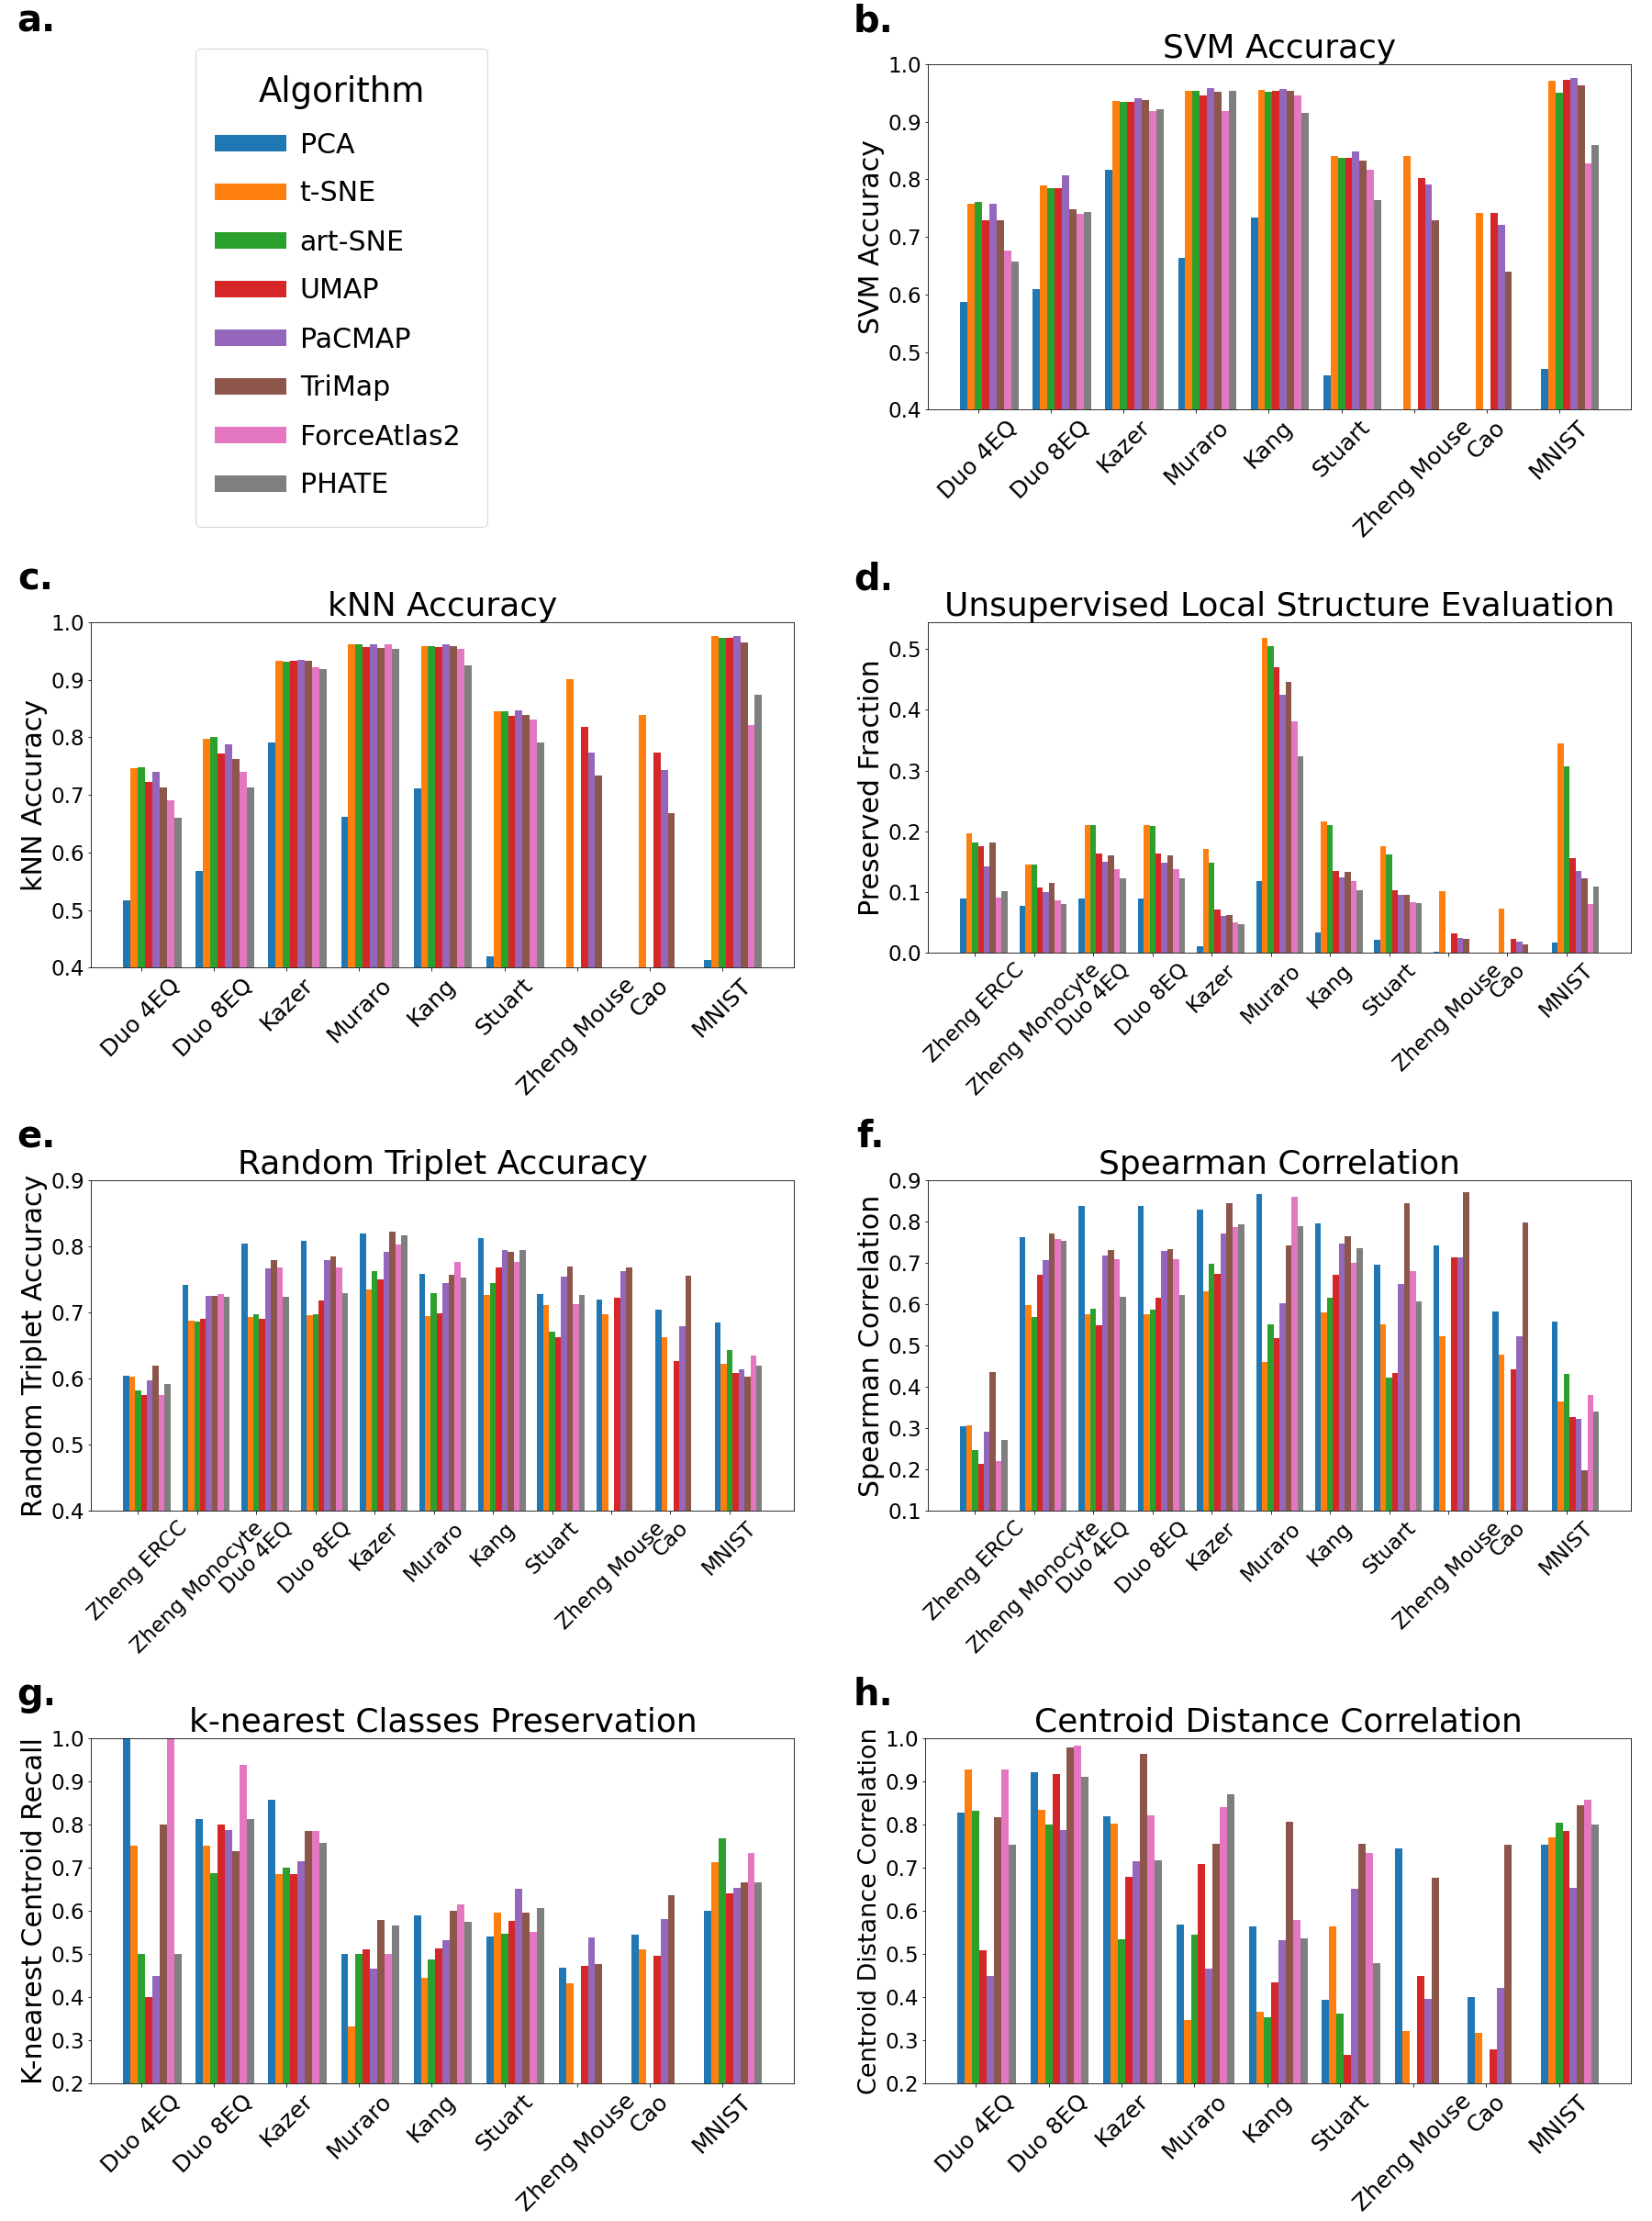 a.
Algorithm
PCA
t-SNE
art-SNE
UMAP
PaCMAP
TriMap
ForceAtlas2
PHATE
b.
SVM Accuracy
SVM Accuracy
1.0
0.9
0.8
0.7
0.6
0.5
0.4
Duo 4EQ
Duo 8EQ
Kazer
Muraro
Kang
Stuart
Zheng Mouse
Cao
MNIST
c.
kNN Accuracy
kNN Accuracy
1.0
0.9
0.8
0.7
0.6
0.5
0.4
Duo 4EQ
Duo 8EQ
Kazer
Muraro
Kang
Stuart
Zheng Mouse
Cao
MNIST
d.
Unsupervised Local Structure Evaluation
Preserved Fraction
0.5
0.4
0.3
0.2
0.1
0.0
Zheng ERCC
Zheng Monocyte
Duo 4EQ
Duo 8EQ
Kazer
Muraro
Kang
Stuart
Zheng Mouse
Cao
MNIST
e.
Random Triplet Accuracy
Random Triplet Accuracy
0.9
0.8
0.7
0.6
0.5
0.4
Zheng ERCC
Zheng Monocyte
Duo 4EQ
Duo 8EQ
Kazer
Muraro
Kang
Stuart
Zheng Mouse
Cao
MNIST
f.
Spearman Correlation
Spearman Correlation
0.9
0.8
0.7
0.6
0.5
0.4
0.3
0.2
0.1
Zheng ERCC
Zheng Monocyte
Duo 4EQ
Duo 8EQ
Kazer
Muraro
Kang
Stuart
Zheng Mouse
Cao
MNIST
g.
k-nearest Classes Preservation
K-nearest Centroid Recall
1.0
0.9
0.8
0.7
0.6
0.5
0.4
0.3
0.2
Duo 4EQ
Duo 8EQ
Kazer
Muraro
Kang
Stuart
Zheng Mouse
Cao
MNIST
h.
Centroid Distance Correlation
Centroid Distance Correlation
1.0
0.9
0.8
0.7
0.6
0.5
0.4
0.3
0.2
Duo 4EQ
Duo 8EQ
Kazer
Muraro
Kang
Stuart
Zheng Mouse
Cao
MNIST